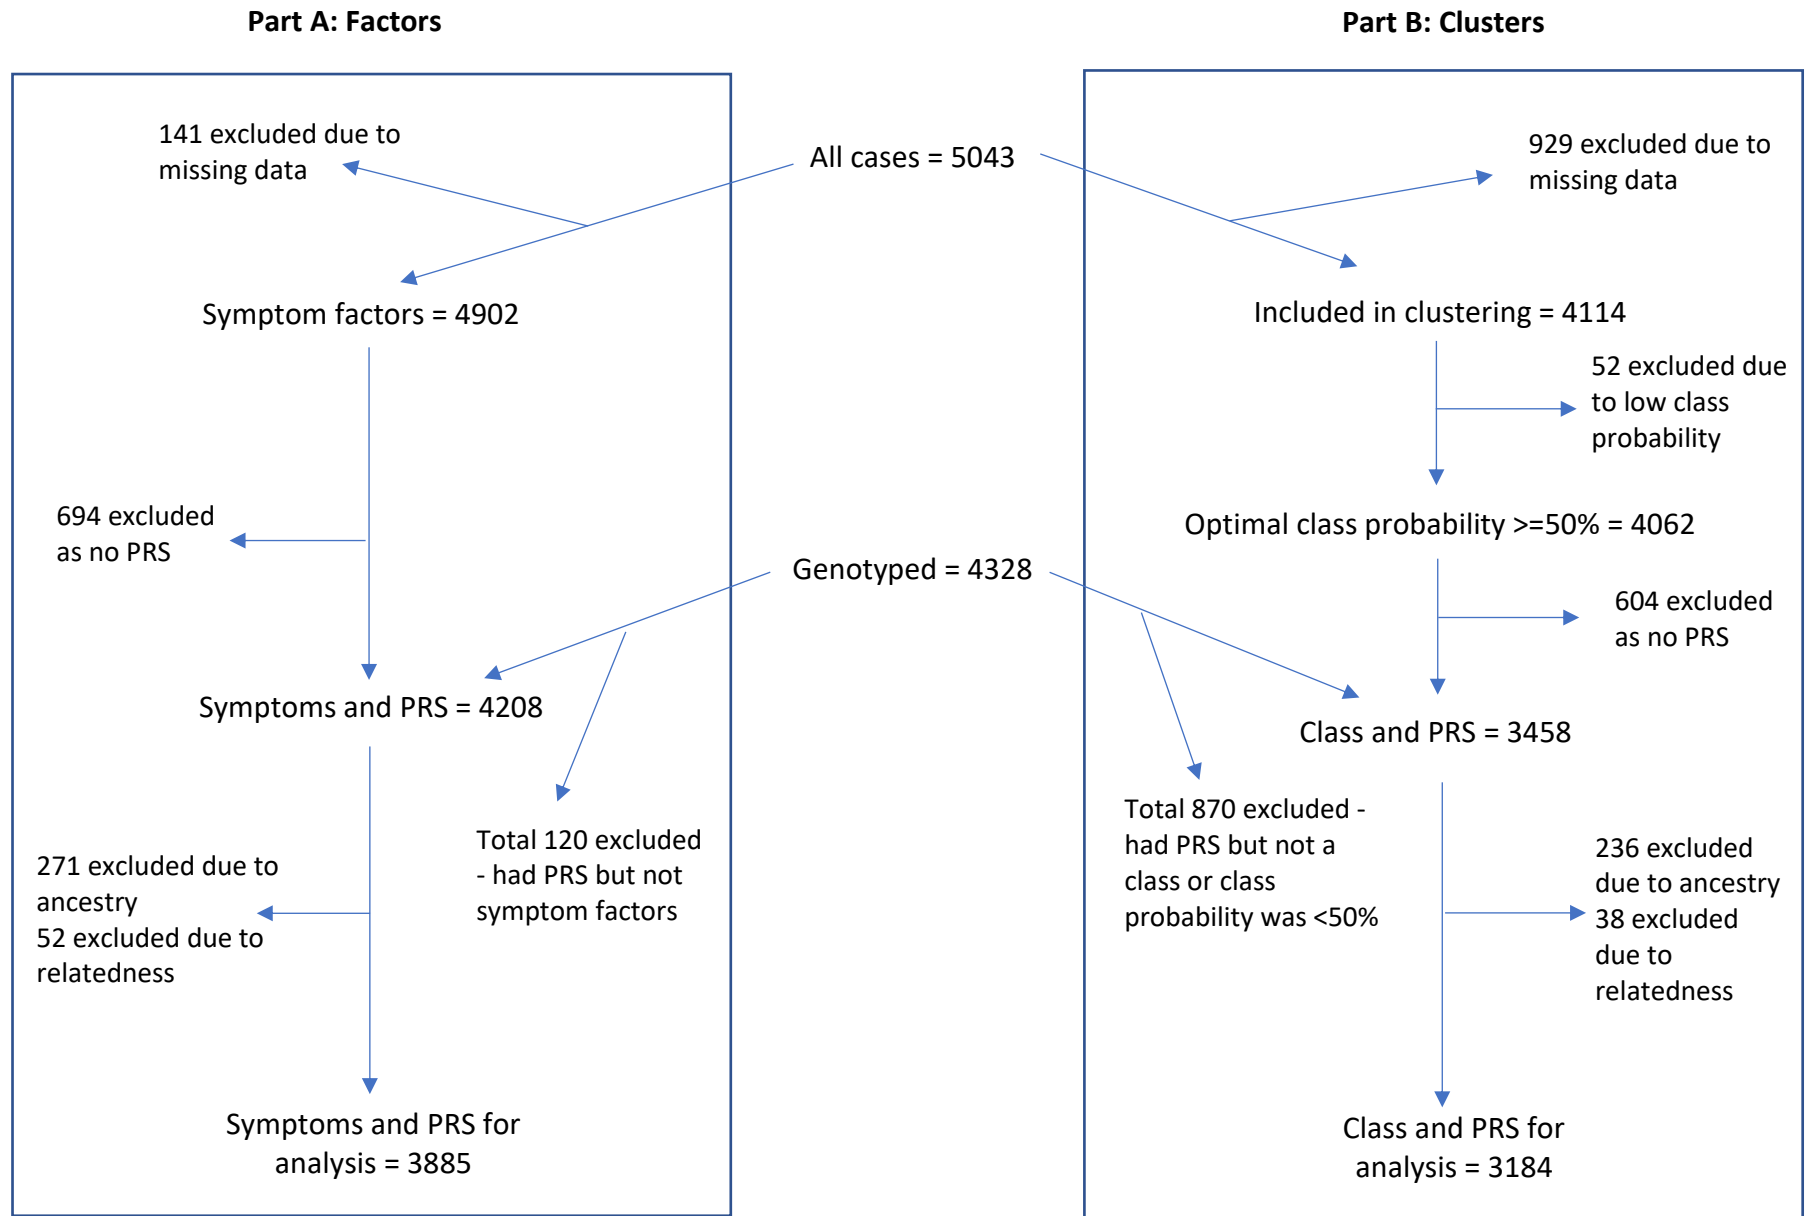 Part A: Factors
Part B: Clusters
141 excluded due to
missing data
All cases = 5043
929 excluded due to
missing data
Symptom factors = 4902
Included in clustering = 4114
52 excluded due
to low class
probability
694 excluded
as no PRS
Optimal class probability >=50% = 4062
Genotyped = 4328
604 excluded
as no PRS
Symptoms and PRS = 4208
Class and PRS = 3458
Total 120 excluded
- had PRS but not
symptom factors
Total 870 excluded -
had PRS but not a
class or class
probability was <50%
271 excluded due to
ancestry
52 excluded due to
relatedness
236 excluded
due to ancestry
38 excluded
due to
relatedness
Symptoms and PRS for
analysis = 3885
Class and PRS for
analysis = 3184